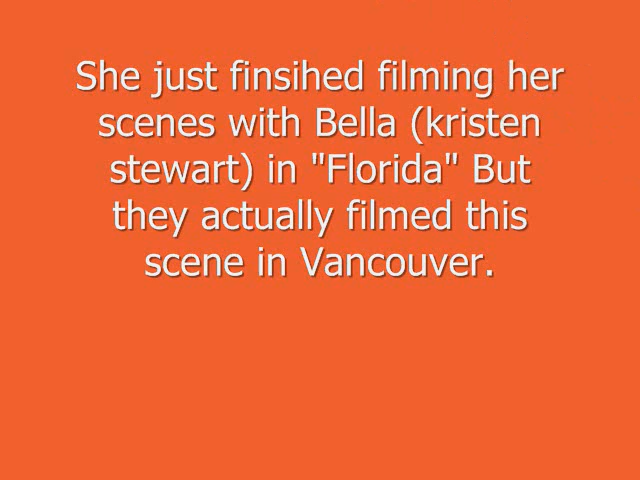 She just finsihed filming her
scenes with Bella (kristen
stewart) in "Florida" But
they actually filmed this
scene in Vancouver.